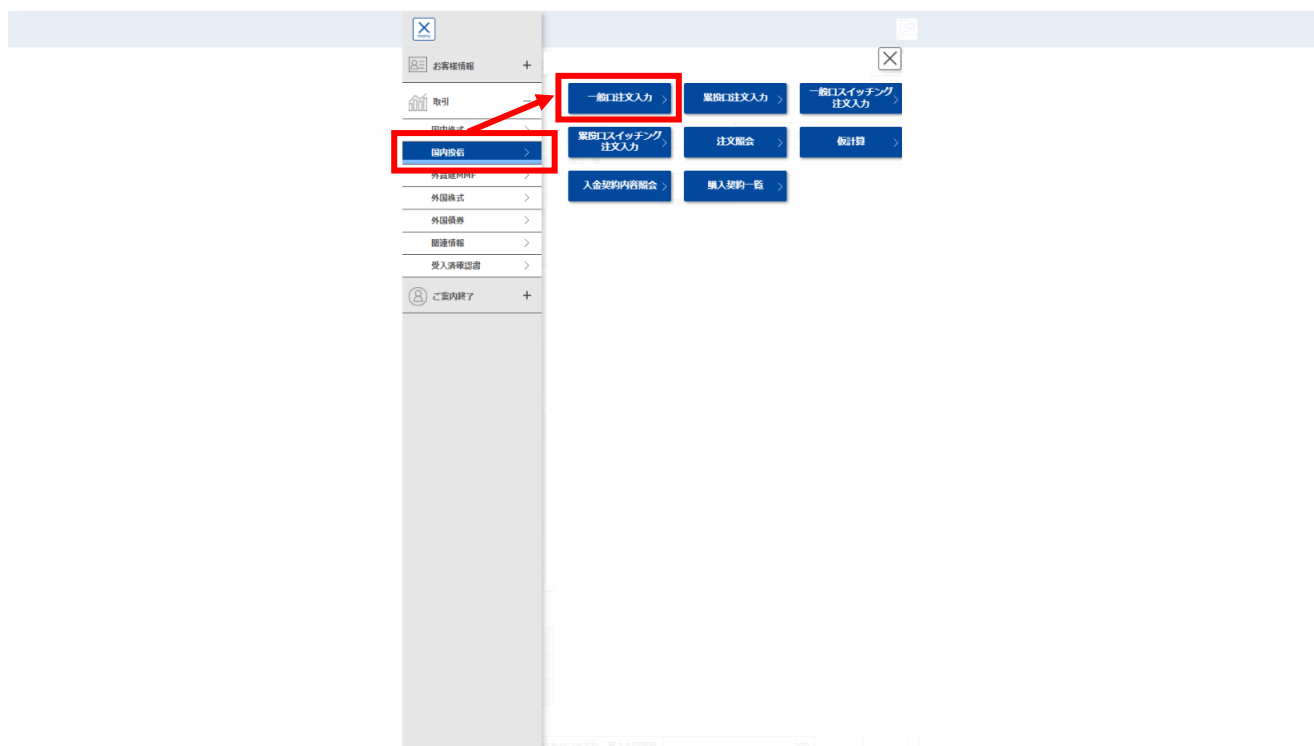 お客様情報
取引
国内株式
国内投信
外貨建MMF
外国株式
外国債券
関連情報
受入済確認書
ご案内終了
一般口注文入力
累投口注文入力
一般口スイッチング
注文入力
累投口スイッチング
注文入力
注文照会
仮計算
入金契約内容照会
購入契約一覧